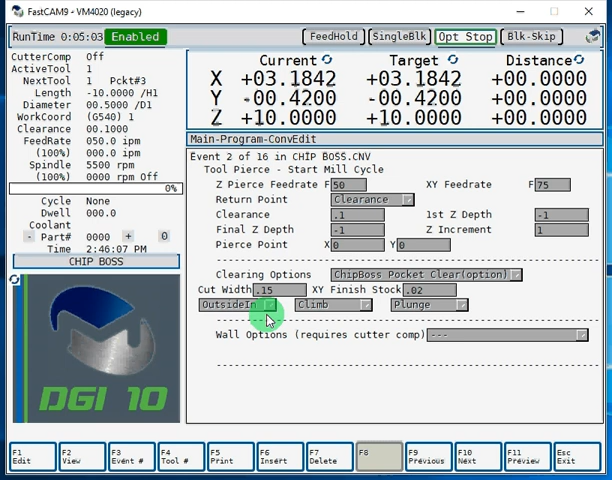 FastCAM9 - VM4020 (legacy)
RunTime 0:05:03 Enabled
FeedHold SingleBlk Opt Stop Blk-Skip
CutterComp Off
ActiveTool 1
NextTool 1 Pckt#3
Length -10.0000 /H1
Diameter 00.5000 /D1
WorkCoord (G540) 1
Clearance 00.1000
FeedRate 050.0 ipm
(100%) 000.0 ipm
Spindle 5500 rpm
(100%) 0000 rpm Off
0%
Cycle None
Dwell 000.0
Coolant
- Part# 0000 + 0
Time 2:46:07 PM
CHIP BOSS
DGI 10
Current Target Distance
X +03.1842 +03.1842 +00.0000
Y -00.4200 -00.4200 +00.0000
Z +10.0000 +10.0000 +00.0000
Main-Program-ConvEdit
Event 2 of 16 in CHIP BOSS.CNV
Tool Pierce - Start Mill Cycle
Z Pierce Feedrate F 50 XY Feedrate F 75
Return Point Clearance
Clearance .1 1st Z Depth -1
Final Z Depth -1 Z Increment 1
Pierce Point X 0 Y 0
Clearing Options ChipBoss Pocket Clear(option)
Cut Width .15 XY Finish Stock .02
OutsideIn Climb Plunge
Wall Options (requires cutter comp) ---
F1 Edit
F2 View
F3 Event #
F4 Tool #
F5 Print
F6 Insert
F7 Delete
F8
F9 Previous
F10 Next
F11 Preview
Esc Exit